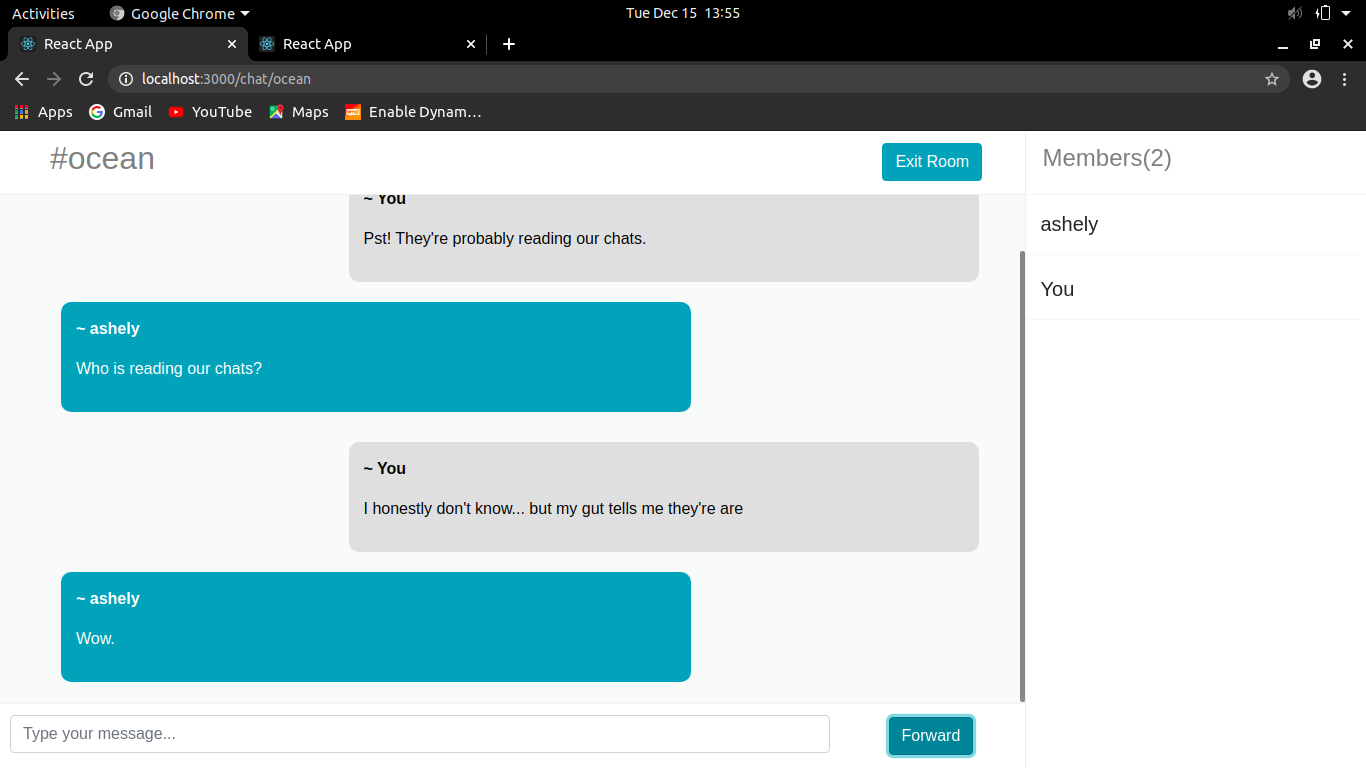 Activities Google Chrome Tue Dec 15 13:55
React App React App
localhost:3000/chat/ocean
Apps Gmail YouTube Maps Enable Dynam...
#ocean Exit Room Members(2)
~ You
Pst! They're probably reading our chats.
~ ashely
Who is reading our chats?
~ You
I honestly don't know... but my gut tells me they're are
~ ashely
Wow.
Type your message... Forward
ashely
You